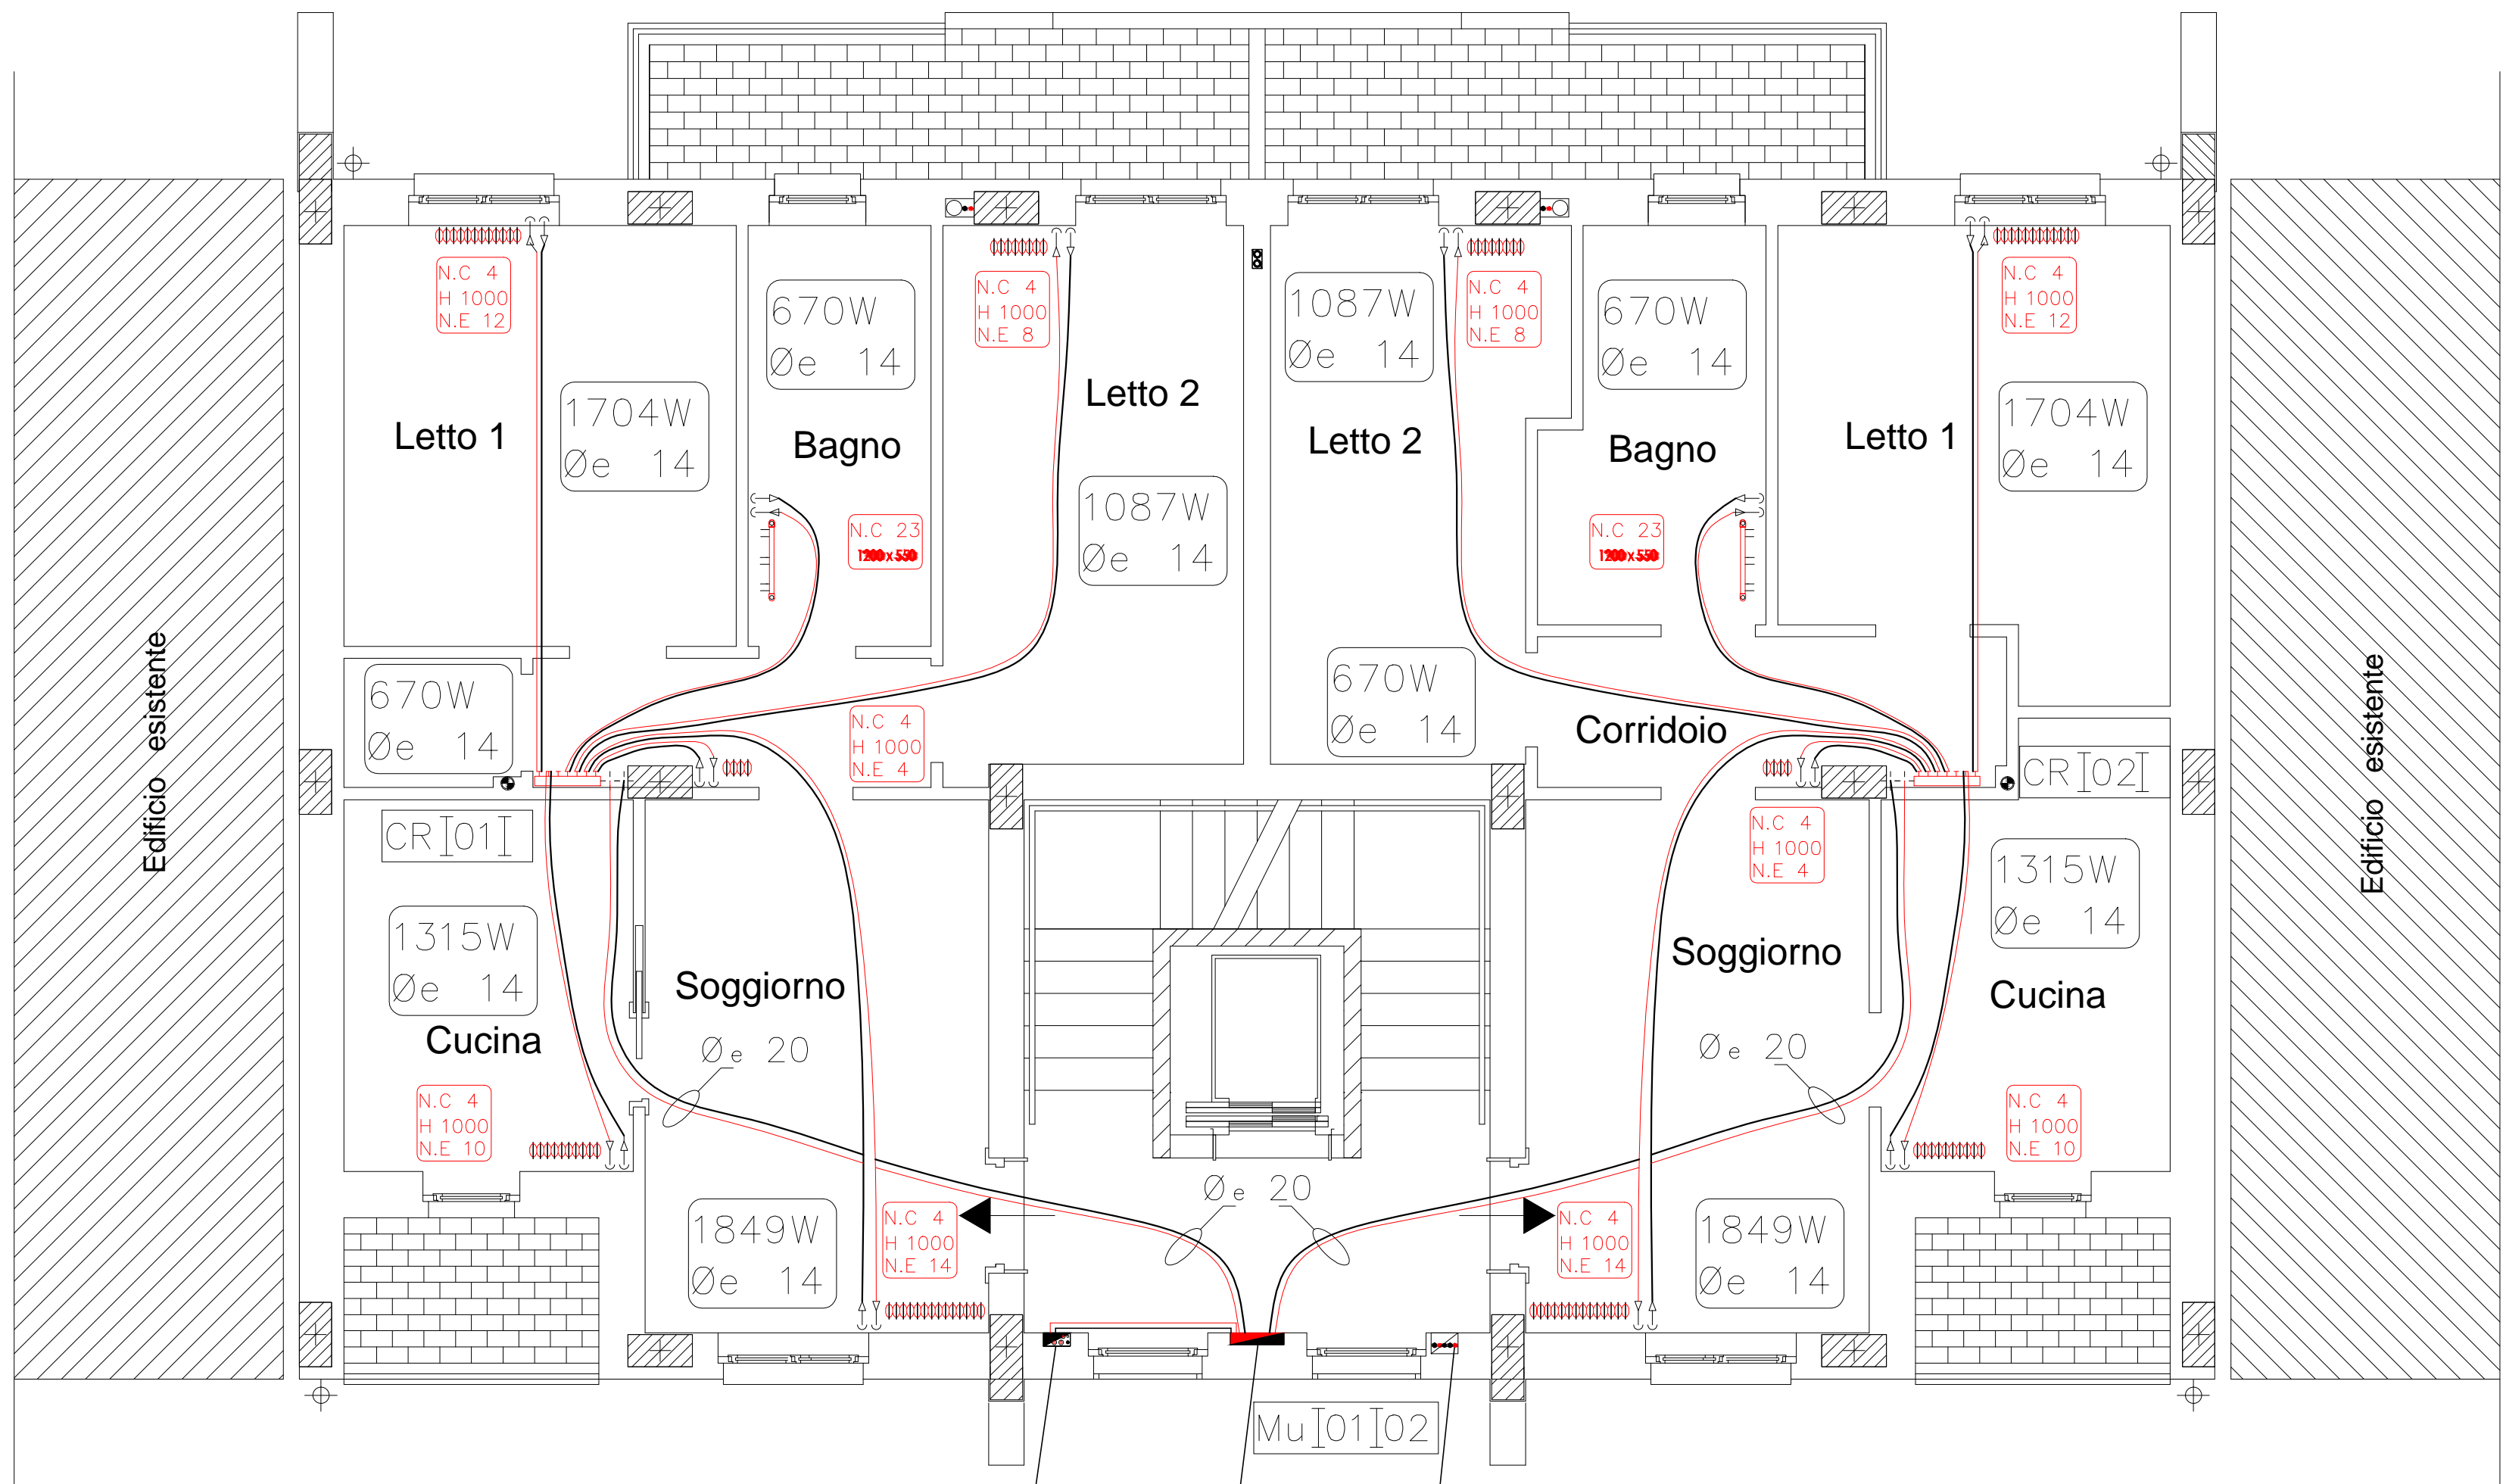 N.C 4
H 1000
N.E 12
670W
Øe 14
N.C 4
H 1000
N.E 8
1087W
Øe 14
N.C 4
H 1000
N.E 8
670W
Øe 14
N.C 4
H 1000
N.E 12
Letto 1
1704W
Øe 14
Bagno
Letto 2
Letto 2
Bagno
Letto 1
1704W
Øe 14
N.C 23
1087W
Øe 14
N.C 23
Edificio esistente
670W
Øe 14
N.C 4
H 1000
N.E 4
670W
Øe 14
Corridoio
CR I 02 I
Edificio esistente
CR I 01 I
N.C 4
H 1000
N.E 4
1315W
Øe 14
1315W
Øe 14
Soggiorno
Soggiorno
Cucina
Cucina
Øe 20
Øe 20
N.C 4
H 1000
N.E 10
N.C 4
H 1000
N.E 10
1849W
Øe 14
N.C 4
H 1000
N.E 14
Øe 20
N.C 4
H 1000
N.E 14
1849W
Øe 14
Mu I 01 I 02